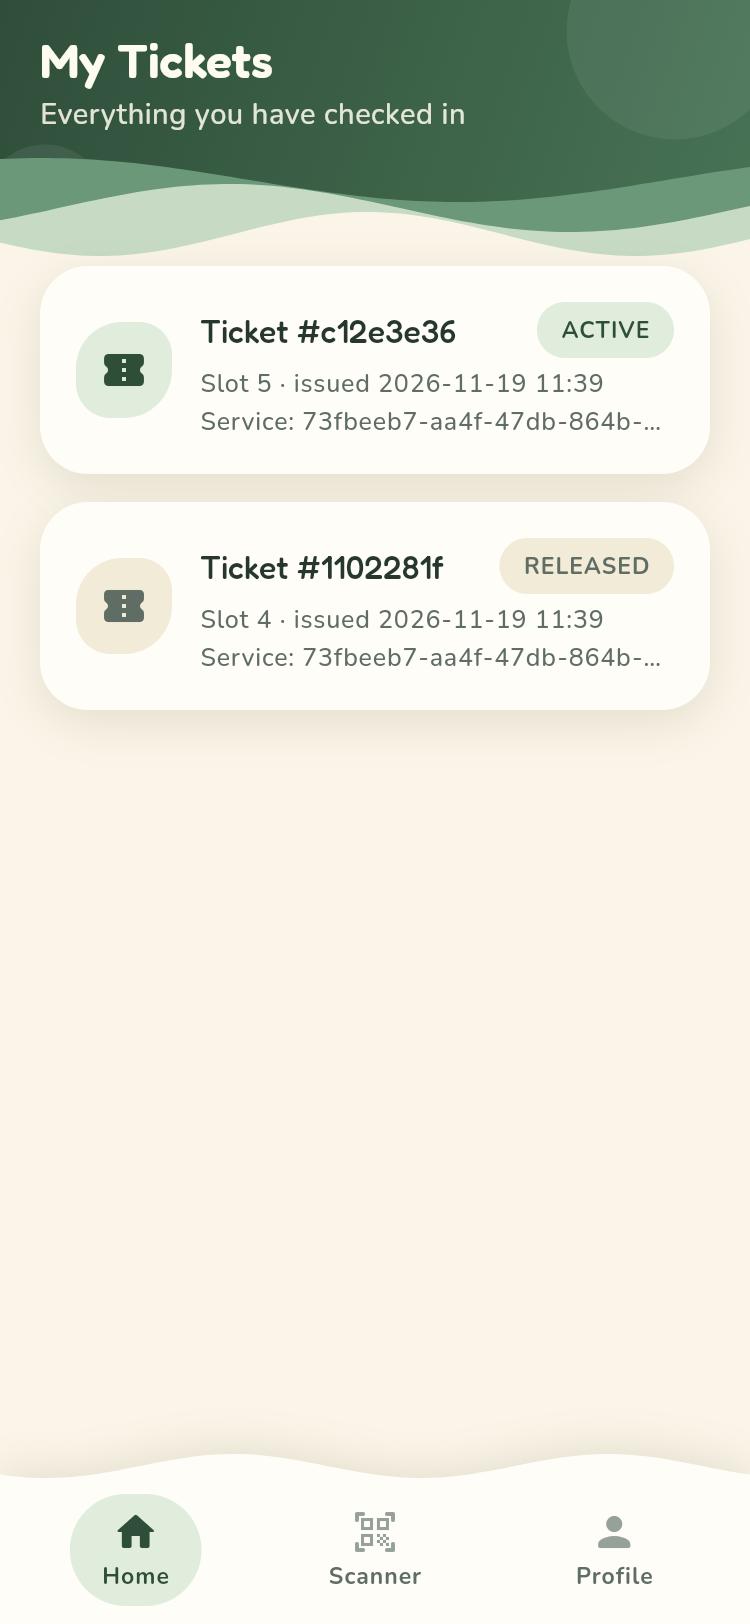 My Tickets
Everything you have checked in
Ticket #c12e3e36
ACTIVE
Slot 5 · issued 2026-11-19 11:39
Service: 73fbeeb7-aa4f-47db-864b-...
Ticket #1102281f
RELEASED
Slot 4 · issued 2026-11-19 11:39
Service: 73fbeeb7-aa4f-47db-864b-...
Home
Scanner
Profile